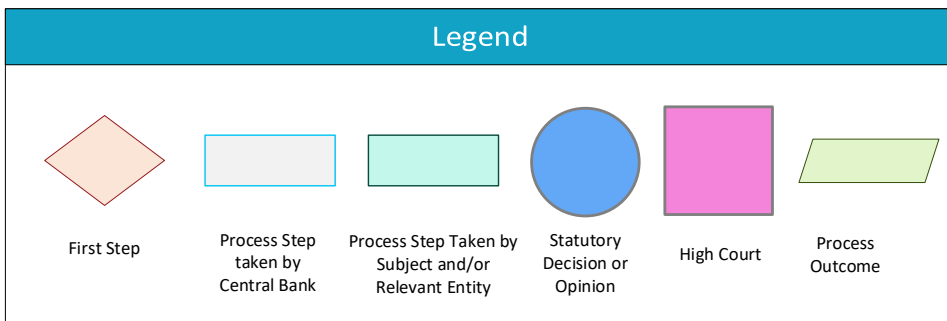 Legend
First Step
Process Step
taken by
Central Bank
Process Step Taken by
Subject and/or
Relevant Entity
Statutory
Decision or
Opinion
High Court
Process
Outcome